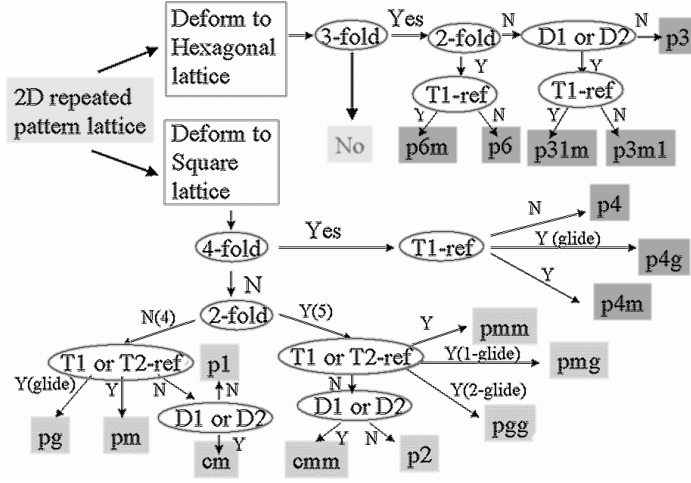 Deform to
Hexagonal
lattice
3-fold
Yes
2-fold
N
D1 or D2
N
p3
Y
Y
T1-ref
T1-ref
Y
N
Y
N
No
p6m
p6
p31m
p3m1
2D repeated
pattern lattice
Deform to
Square
lattice
4-fold
Yes
T1-ref
N
p4
Y (glide)
p4g
Y
p4m
N
2-fold
N(4)
Y(5)
T1 or T2-ref
p1
Y(glide)
Y
N
N
D1 or D2
Y
pg
pm
cm
T1 or T2-ref
Y
pmm
Y(1-glide)
pmg
Y(2-glide)
pgg
N
D1 or D2
Y
N
cmm
p2